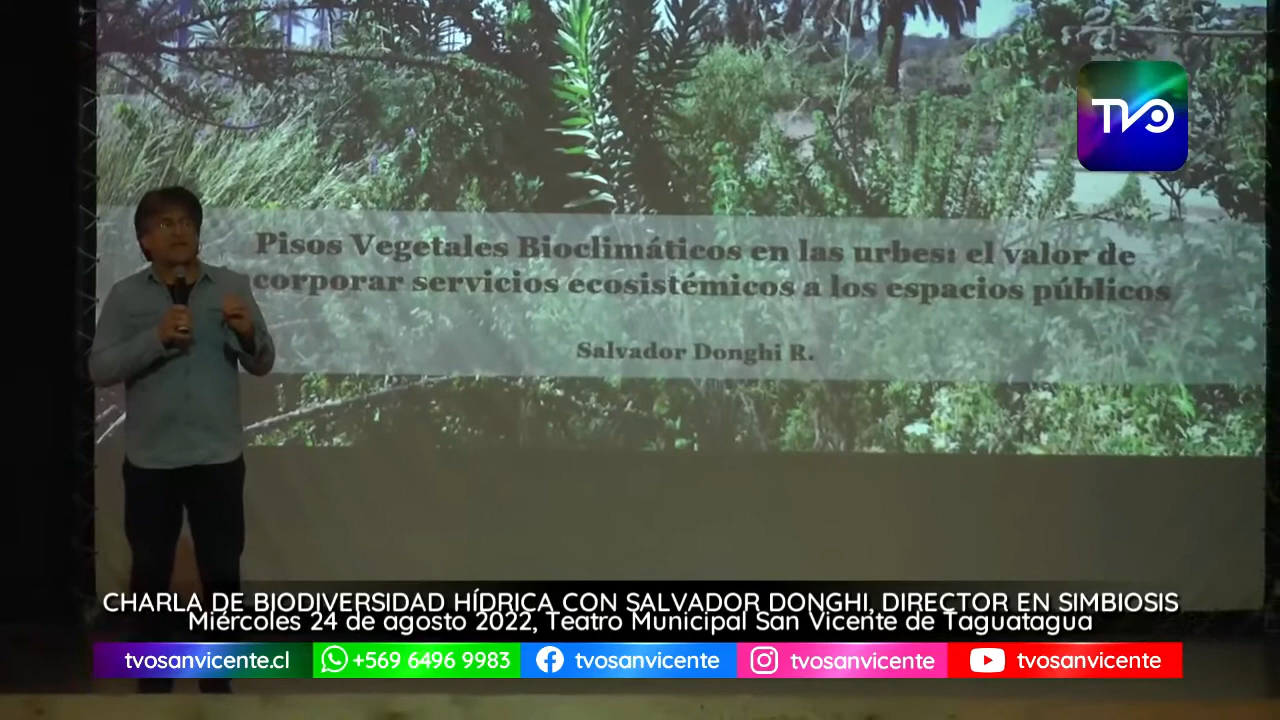 TVO
Pisos Vegetales Bioclimáticos en las urbes: el valor de
corporar servicios ecosistémicos a los espacios públicos
Salvador Donghi R.
CHARLA DE BIODIVERSIDAD HÍDRICA CON SALVADOR DONGHI, DIRECTOR EN SIMBIOSIS
Miércoles 24 de agosto 2022, Teatro Municipal San Vicente de Taguatagua
tvosanvicente.cl +569 6496 9983 tvosanvicente tvosanvicente tvosanvicente